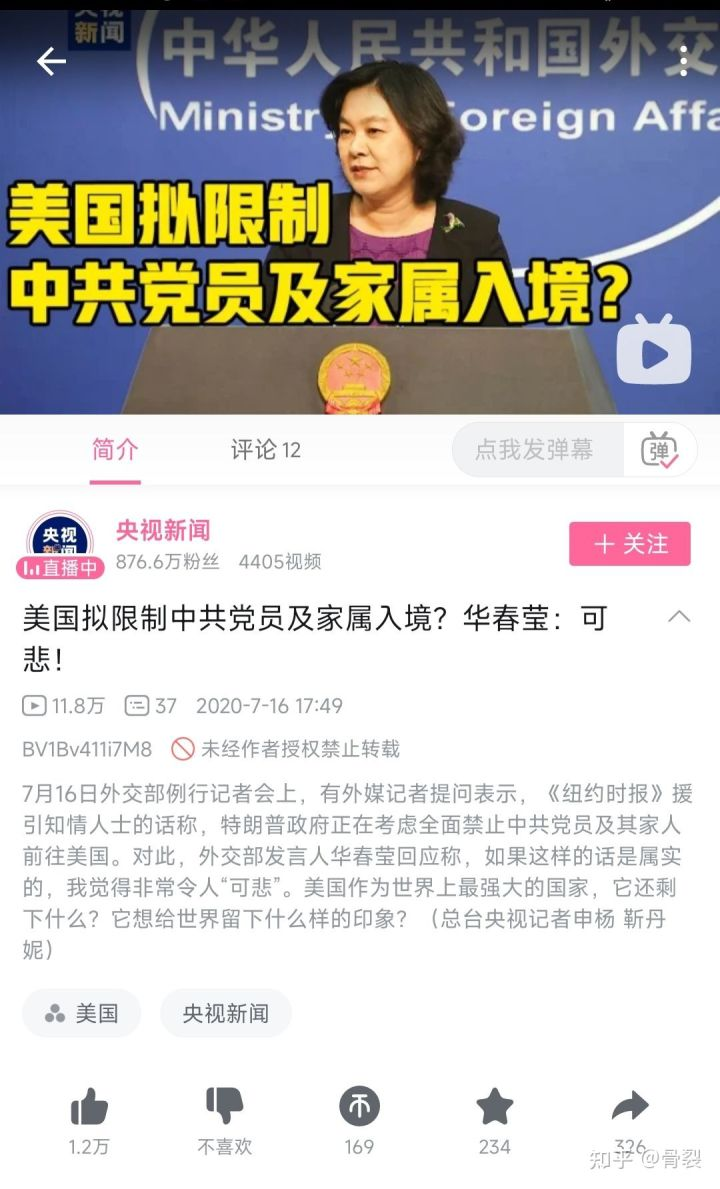 央视
新闻
中华人民共和国外交
Ministr
oreign Affa
美国拟限制
中共党员及家属入境?
简介
评论 12
点我发弹幕
弹
央视
新闻
直播中
央视新闻
876.6万粉丝 4405视频
+ 关注
美国拟限制中共党员及家属入境?华春莹:可
悲!
11.8万 37 2020-7-16 17:49
BV1Bv411i7M8 未经作者授权禁止转载
7月16日外交部例行记者会上,有外媒记者提问表示,《纽约时报》援
引知情人士的话称,特朗普政府正在考虑全面禁止中共党员及其家人
前往美国。对此,外交部发言人华春莹回应称,如果这样的话是属实
的,我觉得非常令人“可悲”。美国作为世界上最强大的国家,它还剩
下什么?它想给世界留下什么样的印象?(总台央视记者申杨 靳丹
妮)
美国
央视新闻
1.2万
不喜欢
169
234
326
知乎 @骨裂